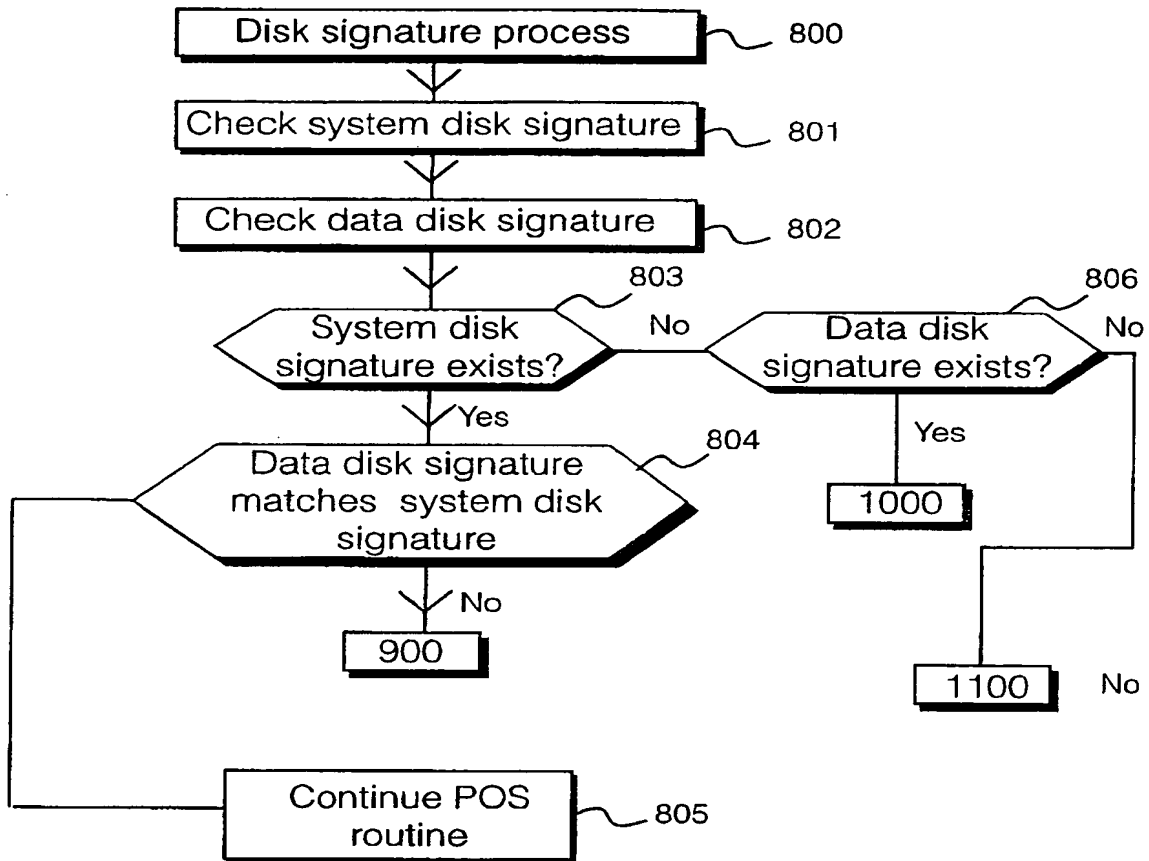 Disk signature process
800
Check system disk signature
801
Check data disk signature
802
803
System disk
signature exists?
No
806
Data disk
signature exists?
No
Yes
Yes
804
Data disk signature
matches system disk
signature
1000
No
900
1100
No
Continue POS
routine
805